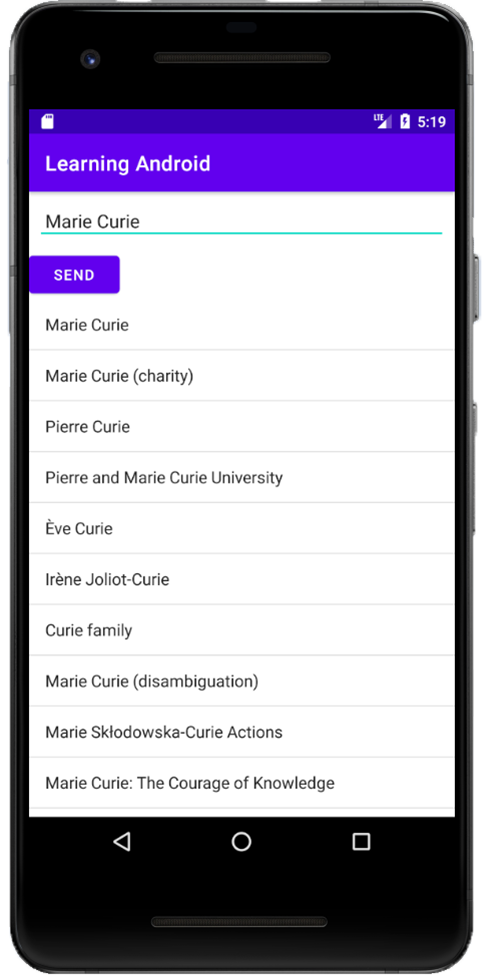 LTE 5:19
Learning Android
Marie Curie
SEND
Marie Curie
Marie Curie (charity)
Pierre Curie
Pierre and Marie Curie University
Ève Curie
Irène Joliot-Curie
Curie family
Marie Curie (disambiguation)
Marie Skłodowska-Curie Actions
Marie Curie: The Courage of Knowledge